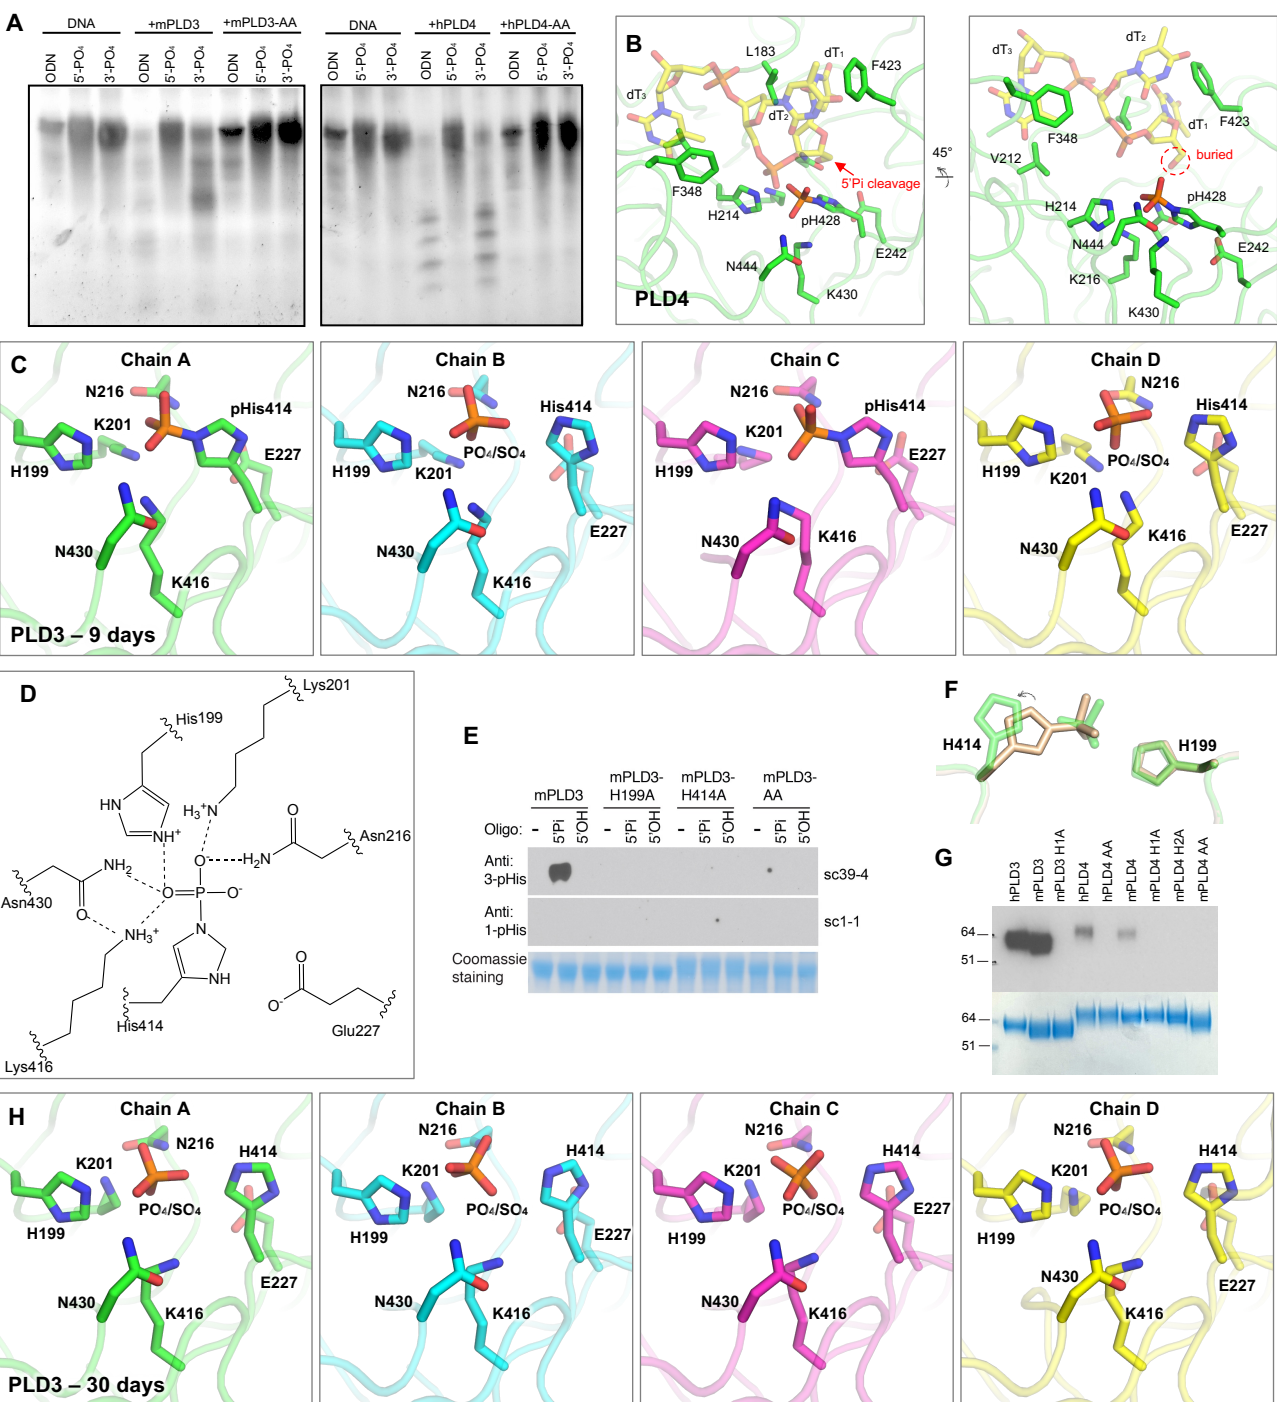 A
DNA +mPLD3 +mPLD3-AA
ODN 5'-PO4 3'-PO4 ODN 5'-PO4 3'-PO4 ODN 5'-PO4 3'-PO4
DNA +hPLD4 +hPLD4-AA
ODN 5'-PO4 3'-PO4 ODN 5'-PO4 3'-PO4 ODN 5'-PO4 3'-PO4
B
L183
dT1
F423
dT3
dT2
5'Pi cleavage
F348
H214
pH428
E242
N444
K430
PLD4
45°
dT3
dT2
F423
F348
dT1
buried
V212
H214
N444
E242
K216
K430
C
Chain A
N216
pHis414
K201
H199
E227
N430
K416
PLD3 – 9 days
Chain B
N216
His414
PO4/SO4
H199
K201
E227
N430
K416
Chain C
N216
pHis414
K201
H199
E227
N430
K416
Chain D
N216
His414
PO4/SO4
H199
K201
E227
N430
K416
D
Lys201
His199
HN
NH+
H3+N
Asn216
H2N
O
O-
NH2
O=P—O-
Asn430
O
NH3+
N
NH
O
O-
His414
Glu227
Lys416
E
mPLD3 mPLD3-H199A mPLD3-H414A mPLD3-AA
Oligo: - 5'Pi 5'OH - 5'Pi 5'OH - 5'Pi 5'OH - 5'Pi 5'OH
Anti: 3-pHis
sc39-4
Anti: 1-pHis
sc1-1
Coomassie staining
F
H414
H199
G
hPLD3 mPLD3 mPLD3 H1A hPLD4 hPLD4 AA mPLD4 mPLD4 H1A mPLD4 H2A mPLD4 AA
64
51
64
51
H
Chain A
N216
H414
K201
PO4/SO4
H199
E227
N430
K416
PLD3 – 30 days
Chain B
N216
H414
K201
PO4/SO4
H199
E227
N430
K416
Chain C
N216
H414
K201
PO4/SO4
H199
E227
N430
K416
Chain D
N216
H414
K201
PO4/SO4
H199
E227
N430
K416